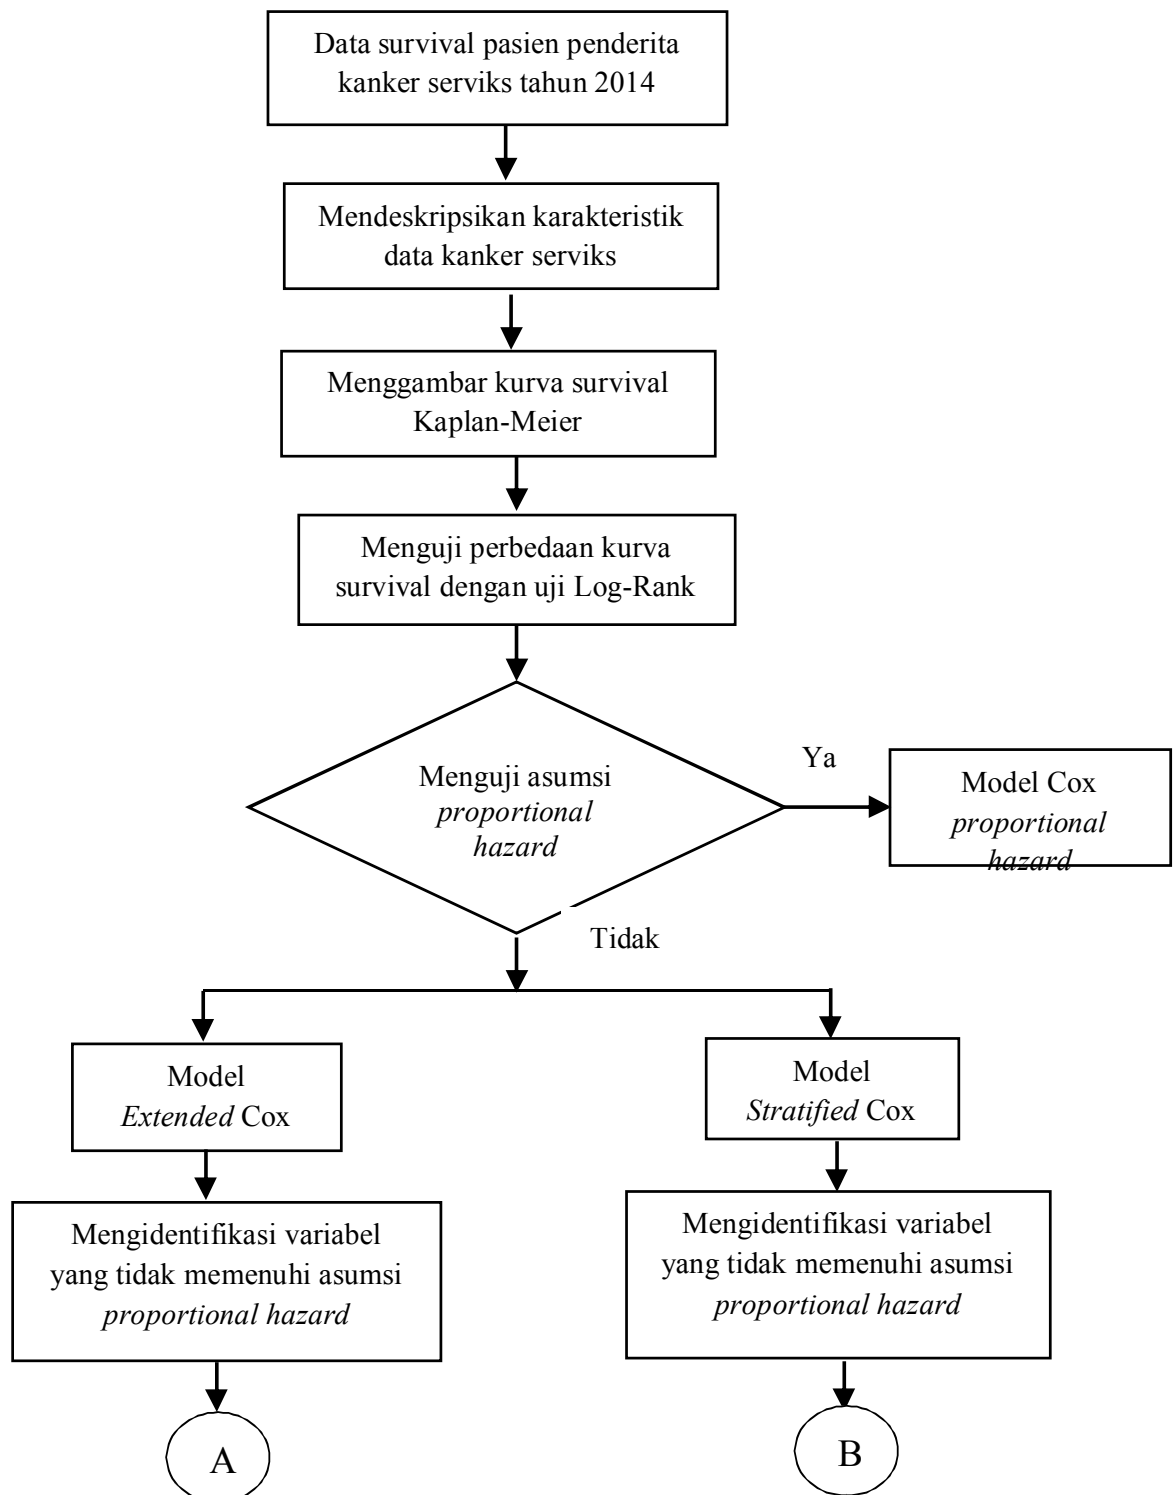 Data survival pasien penderita
kanker serviks tahun 2014
Mendeskripsikan karakteristik
data kanker serviks
Menggambar kurva survival
Kaplan-Meier
Menguji perbedaan kurva
survival dengan uji Log-Rank
Menguji asumsi
proportional
hazard
Ya
Model Cox
proportional
hazard
Tidak
Model
Extended Cox
Model
Stratified Cox
Mengidentifikasi variabel
yang tidak memenuhi asumsi
proportional hazard
Mengidentifikasi variabel
yang tidak memenuhi asumsi
proportional hazard
A
B